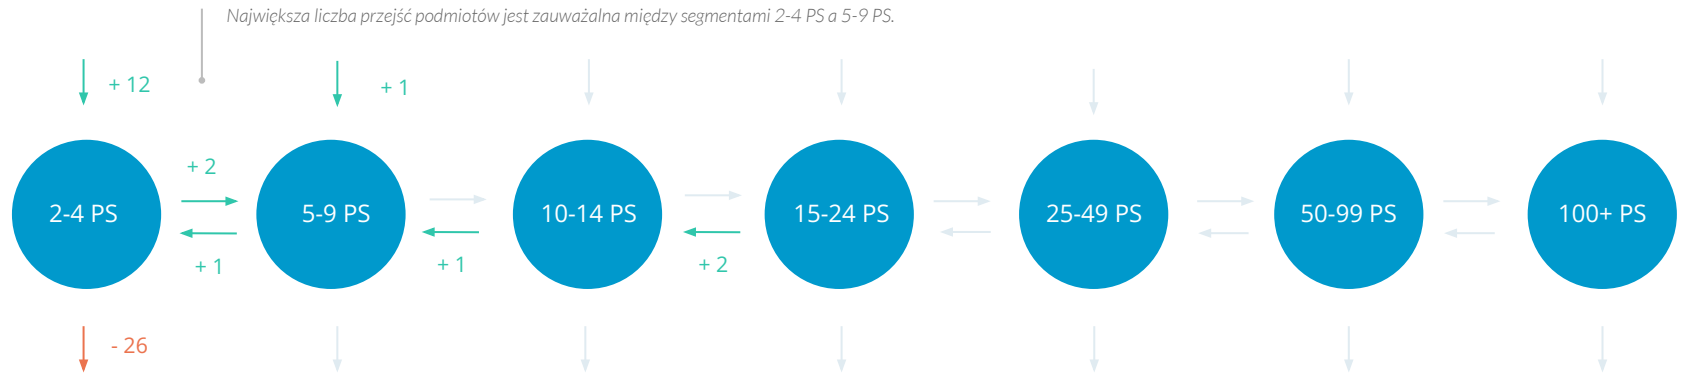 Największa liczba przejść podmiotów jest zauważalna między segmentami 2-4 PS a 5-9 PS.
+ 12
+ 1
+ 2
2-4 PS
5-9 PS
10-14 PS
15-24 PS
25-49 PS
50-99 PS
100+ PS
+ 1
+ 1
+ 2
- 26